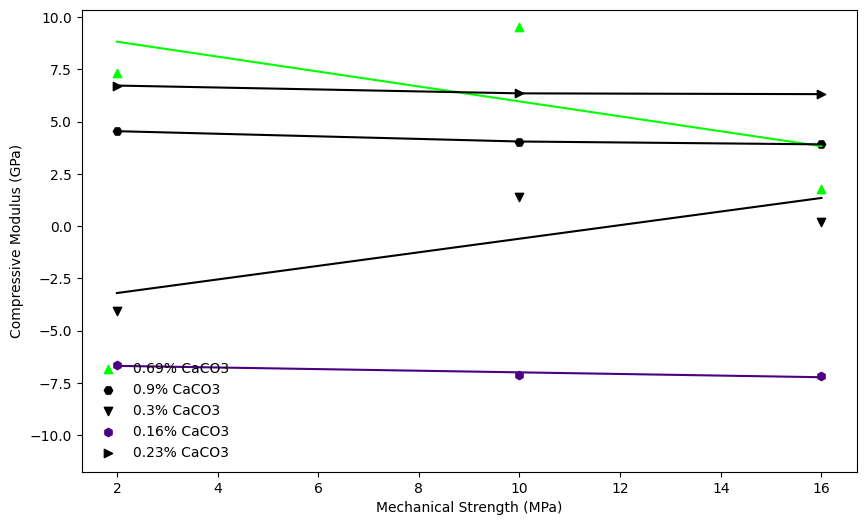 10.0
7.5
5.0
2.5
0.0
−2.5
−5.0
−7.5
−10.0
Compressive Modulus (GPa)
0.69% CaCO3
0.9% CaCO3
0.3% CaCO3
0.16% CaCO3
0.23% CaCO3
2 4 6 8 10 12 14 16
Mechanical Strength (MPa)